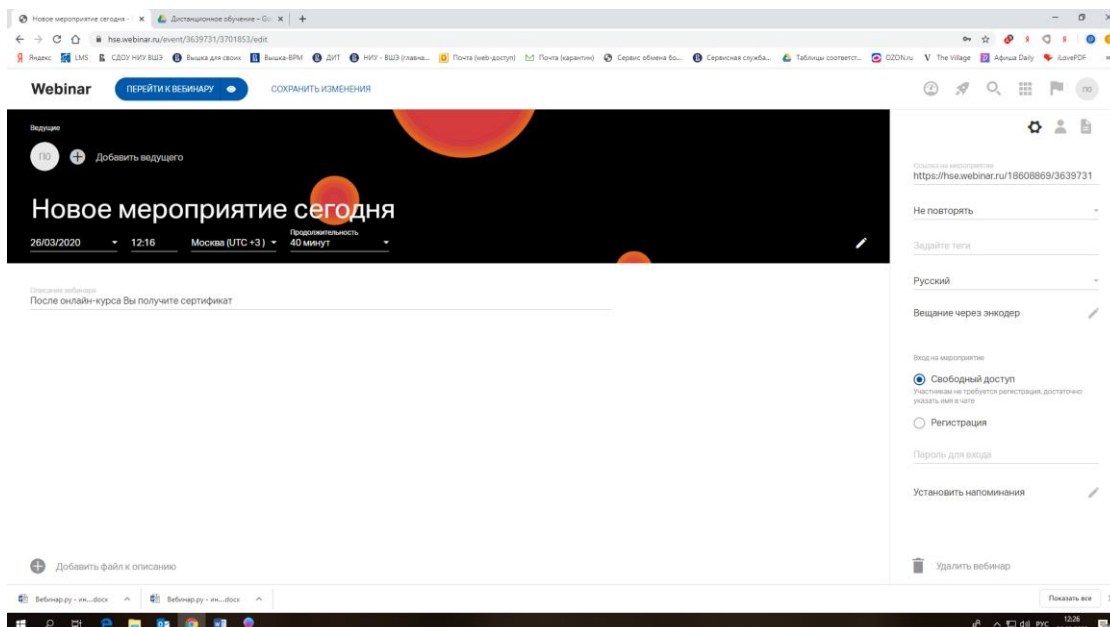 Новое мероприятие сегодня - Дистанционное обучение – Go
hse.webinar.ru/event/3639731/3701853/edit
Яндекс LMS СДОУ НИУ ВШЭ Вышка для своих Вышка-BPM ДИТ НИУ - ВШЭ (главна... Почта (web-доступ) Почта (карантин) Сервис обмена бо... Сервисная служба... Таблицы соответст... OZON.ru The Village Афиша Daily iLovePDF
Webinar ПЕРЕЙТИ К ВЕБИНАРУ СОХРАНИТЬ ИЗМЕНЕНИЯ ПО
Ведущие
ПО Добавить ведущего
Новое мероприятие сегодня
Продолжительность
26/03/2020 12:16 Москва (UTC +3) 40 минут
Описание вебинара
После онлайн-курса Вы получите сертификат
Добавить файл к описанию
Ссылка на мероприятие
https://hse.webinar.ru/18608869/3639731
Не повторять
Задайте теги
Русский
Вещание через энкодер
Вход на мероприятие
Свободный доступ
Участникам не требуется регистрация, достаточно
указать имя в чате
Регистрация
Пароль для входа
Установить напоминания
Удалить вебинар
Вебинар.ру - ин....docx Вебинар.ру - ин....docx Показать все
РУС 12:26